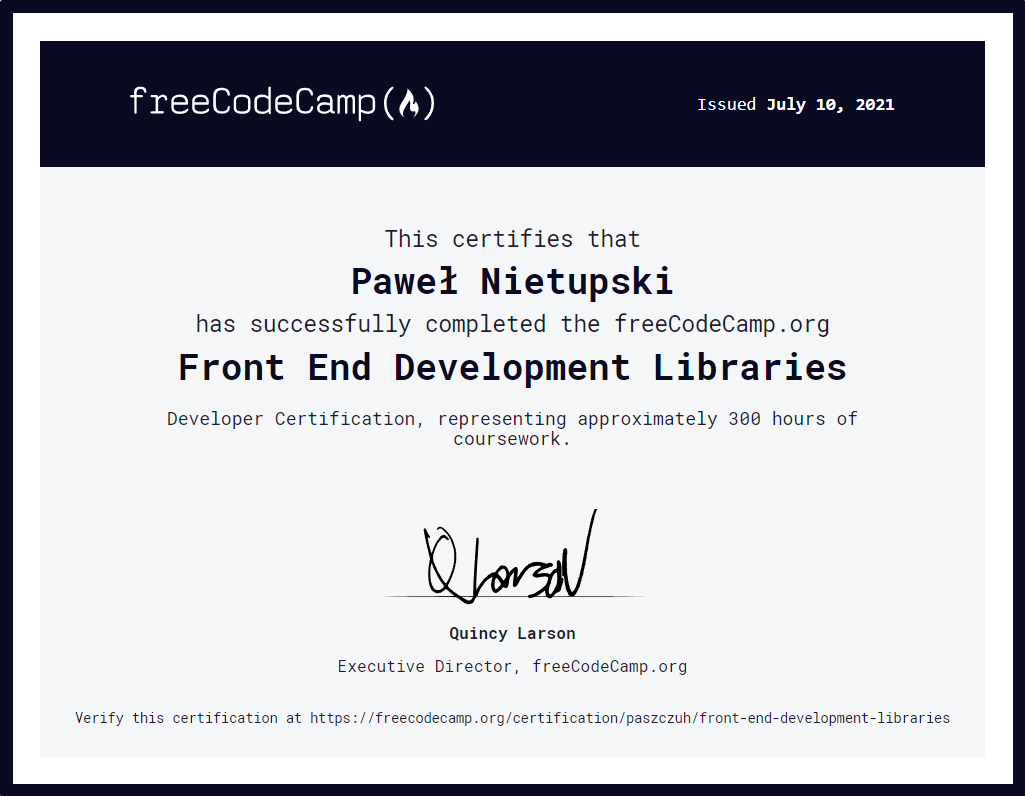 freeCodeCamp
Issued July 10, 2021
This certifies that
Paweł Nietupski
has successfully completed the freeCodeCamp.org
Front End Development Libraries
Developer Certification, representing approximately 300 hours of
coursework.
Q Larson
Quincy Larson
Executive Director, freeCodeCamp.org
Verify this certification at https://freecodecamp.org/certification/paszczuh/front-end-development-libraries